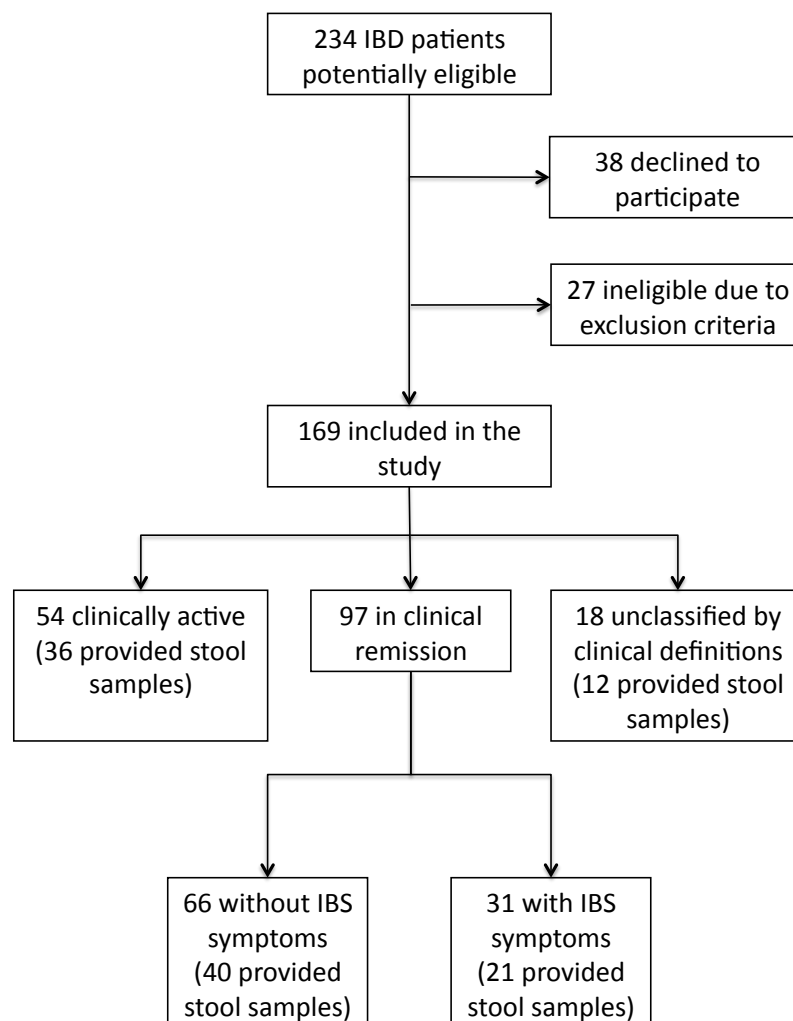 234 IBD patients
potentially eligible
38 declined to
participate
27 ineligible due to
exclusion criteria
169 included in the
study
54 clinically active
(36 provided stool
samples)
97 in clinical
remission
18 unclassified by
clinical definitions
(12 provided stool
samples)
66 without IBS
symptoms
(40 provided
stool samples)
31 with IBS
symptoms
(21 provided
stool samples)